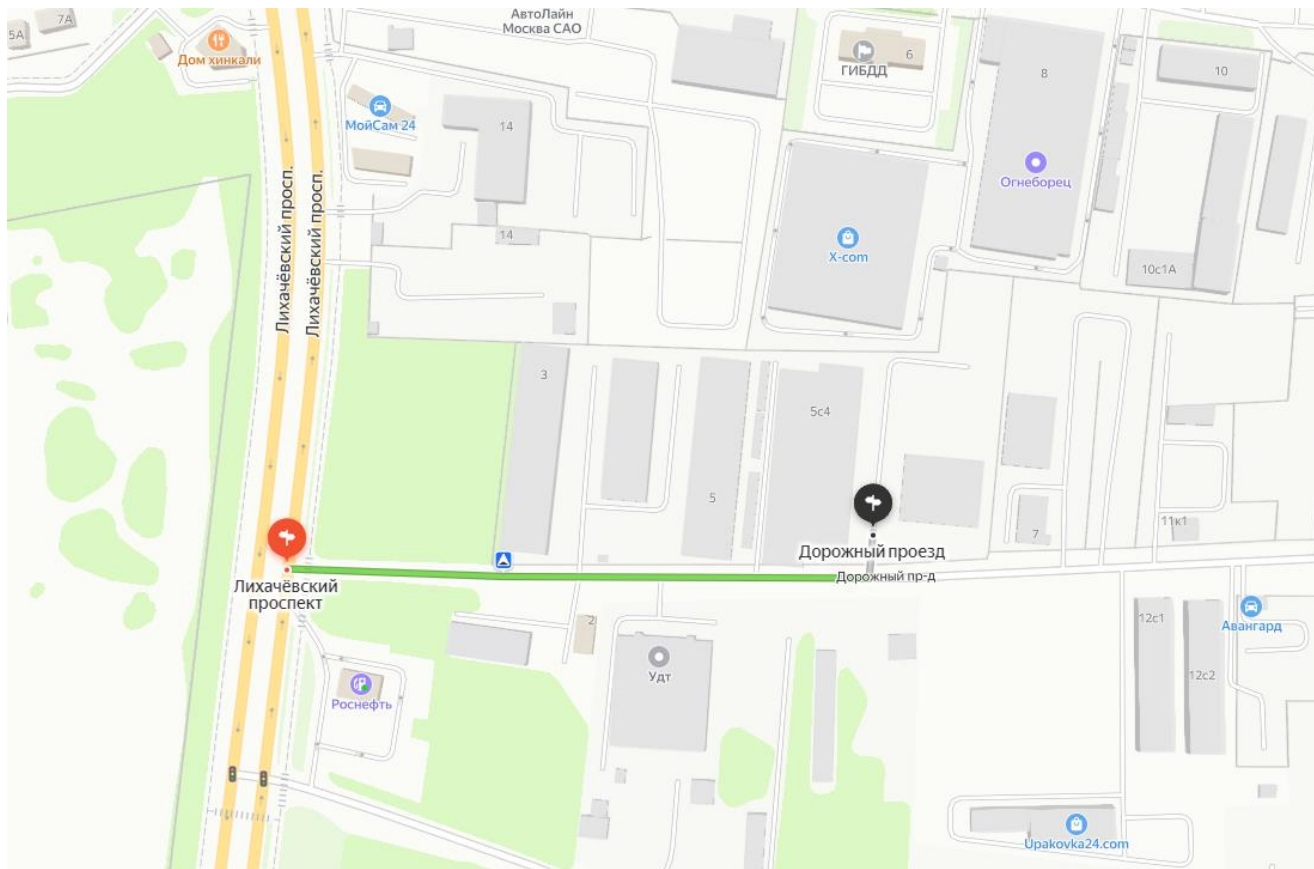 АвтоЛайн
Москва САО
7А
5А
Дом хинкали
ГИБДД
6
8
10
МойСам 24
14
Огнеборец
Лихачёвский просп.
Лихачёвский просп.
14
X-com
10с1А
3
5с4
5
7
11к1
Дорожный проезд
Лихачёвский
проспект
Дорожный пр-д
2
12с1
Авангард
Удт
12с2
Роснефть
Upakovka24.com